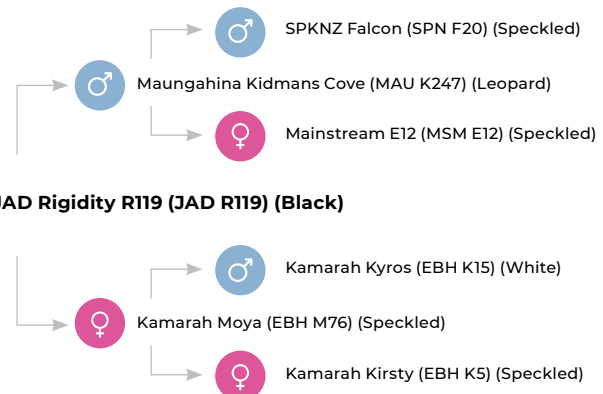 SPKNZ Falcon (SPN F20) (Speckled)
Maungahina Kidmans Cove (MAU K247) (Leopard)
Mainstream E12 (MSM E12) (Speckled)
JAD Rigidity R119 (JAD R119) (Black)
Kamarah Kyros (EBH K15) (White)
Kamarah Moya (EBH M76) (Speckled)
Kamarah Kirsty (EBH K5) (Speckled)